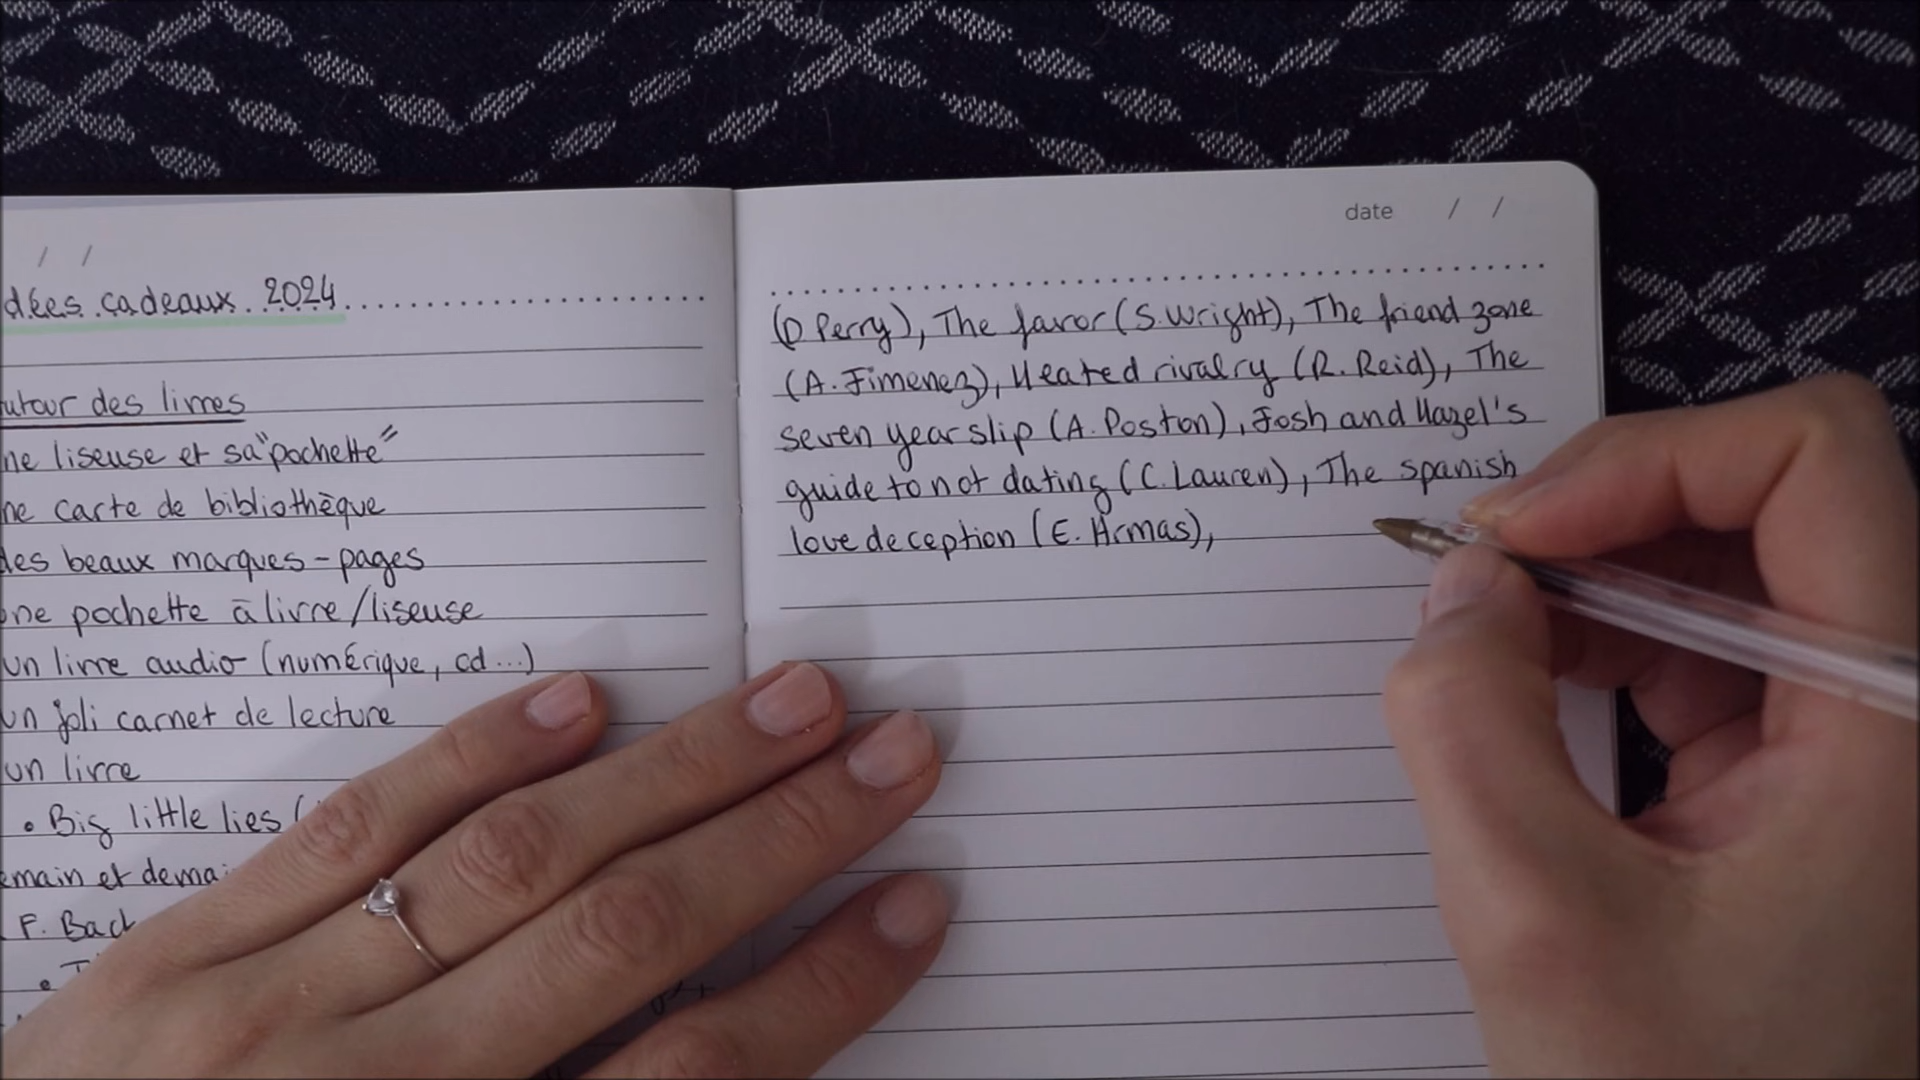 / /
dées cadeaux 2024
utour des livres
ne liseuse et sa "pochette"
ne carte de bibliothèque
des beaux marques-pages
une pochette à livre/liseuse
un livre audio (numérique, cd...)
un joli carnet de lecture
un livre
• Big little lies (
emain et demai
F. Back
date / /
(D Perry), The favor (S. Wright), The friend zone
(A. Jimenez), Heated rivalry (R. Reid), The
seven year slip (A. Poston), Josh and Hazel's
guide to not dating (C. Lauren), The spanish
love deception (E. Armas),